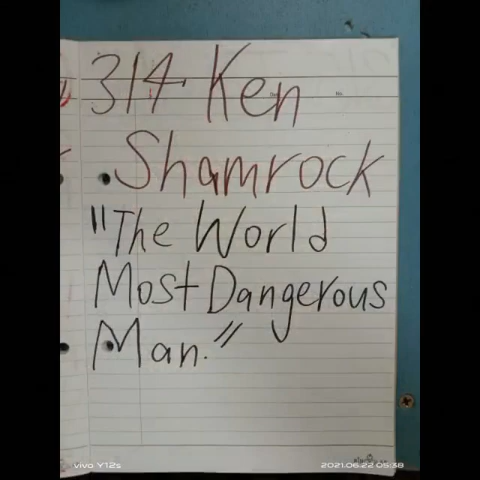 314 Ken
Shamrock
"The World
Most Dangerous
Man."
vivo Y12s
2021.06.22 05:38